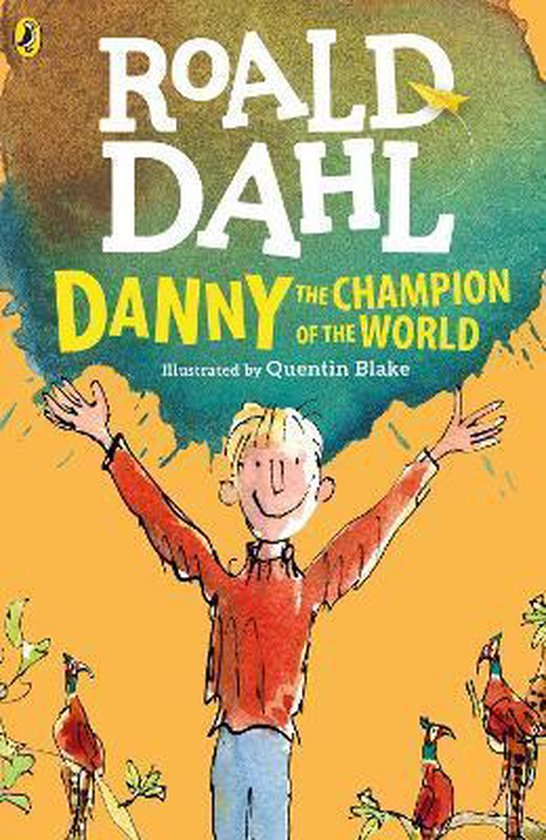 ROALD
DAHL
DANNY THE CHAMPION
OF THE WORLD
Illustrated by Quentin Blake